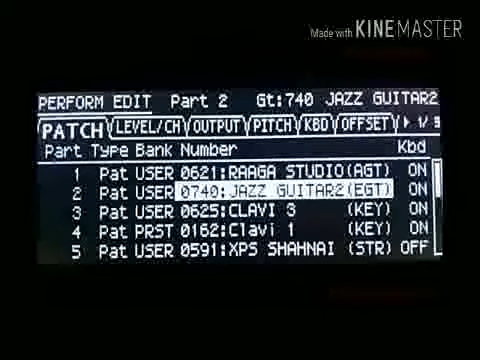 Made with KINEMASTER
PERFORM EDIT Part 2 Gt:740 JAZZ GUITAR2
PATCH LEVEL/CH OUTPUT PITCH KBD OFFSET
Part Type Bank Number Kbd
1 Pat USER 0621:RAAGA STUDIO(AGT) ON
2 Pat USER 0740:JAZZ GUITAR2(EGT) ON
3 Pat USER 0625:CLAVI 3 (KEY) ON
4 Pat PRST 0162:Clavi 1 (KEY) ON
5 Pat USER 0591:XPS SHAHNAI (STR) OFF